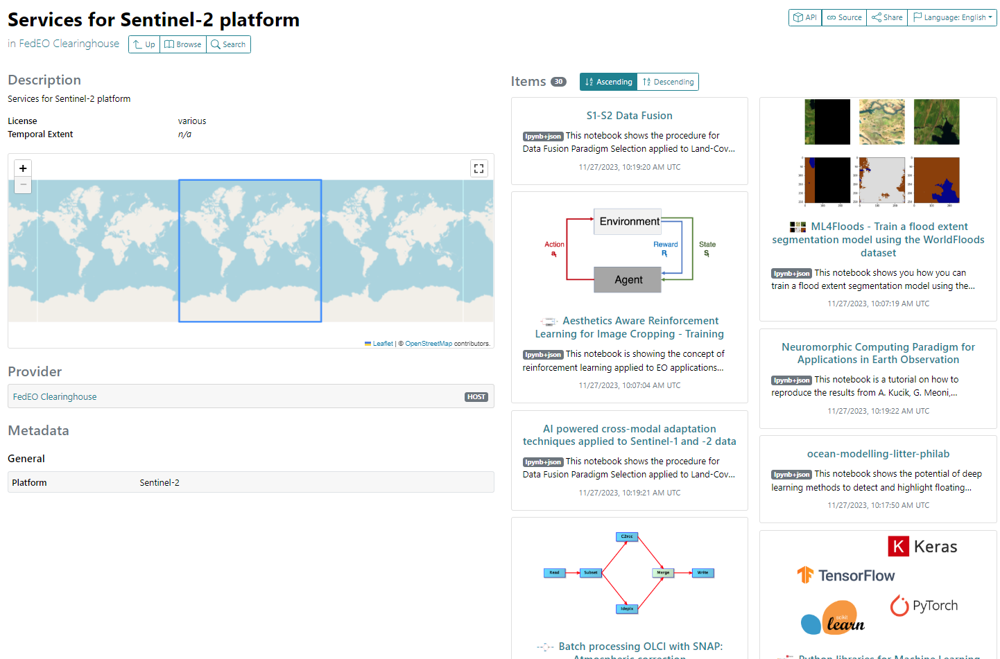 Services for Sentinel-2 platform
in FedEO Clearinghouse
Up
Browse
Search
API
Source
Share
Language: English
Description
Services for Sentinel-2 platform
License various
Temporal Extent n/a
+
−
Leaflet | © OpenStreetMap contributors.
Provider
FedEO Clearinghouse HOST
Metadata
General
Platform Sentinel-2
Items 30
Ascending
Descending
S1-S2 Data Fusion
ipynb+json This notebook shows the procedure for
Data Fusion Paradigm Selection applied to Land-Cov...
11/27/2023, 10:19:20 AM UTC
Environment
Action
Reward
State
Agent
Aesthetics Aware Reinforcement
Learning for Image Cropping - Training
ipynb+json This notebook is showing the concept of
reinforcement learning applied to EO applications...
11/27/2023, 10:07:04 AM UTC
AI powered cross-modal adaptation
techniques applied to Sentinel-1 and -2 data
ipynb+json This notebook shows the procedure for
Data Fusion Paradigm Selection applied to Land-Cov...
11/27/2023, 10:19:21 AM UTC
C2rcc
Read
Subset
Merge
Write
Idepix
Batch processing OLCI with SNAP:
Atmospheric correction
ML4Floods - Train a flood extent
segmentation model using the WorldFloods
dataset
ipynb+json This notebook shows you how you can
train a flood extent segmentation model using the...
11/27/2023, 10:07:19 AM UTC
Neuromorphic Computing Paradigm for
Applications in Earth Observation
ipynb+json This notebook is a tutorial on how to
reproduce the results from A. Kucik, G. Meoni,...
11/27/2023, 10:19:22 AM UTC
ocean-modelling-litter-philab
ipynb+json This notebook shows the potential of deep
learning methods to detect and highlight floating...
11/27/2023, 10:17:50 AM UTC
K Keras
TensorFlow
PyTorch
scikit
learn
Python libraries for Machine Learning